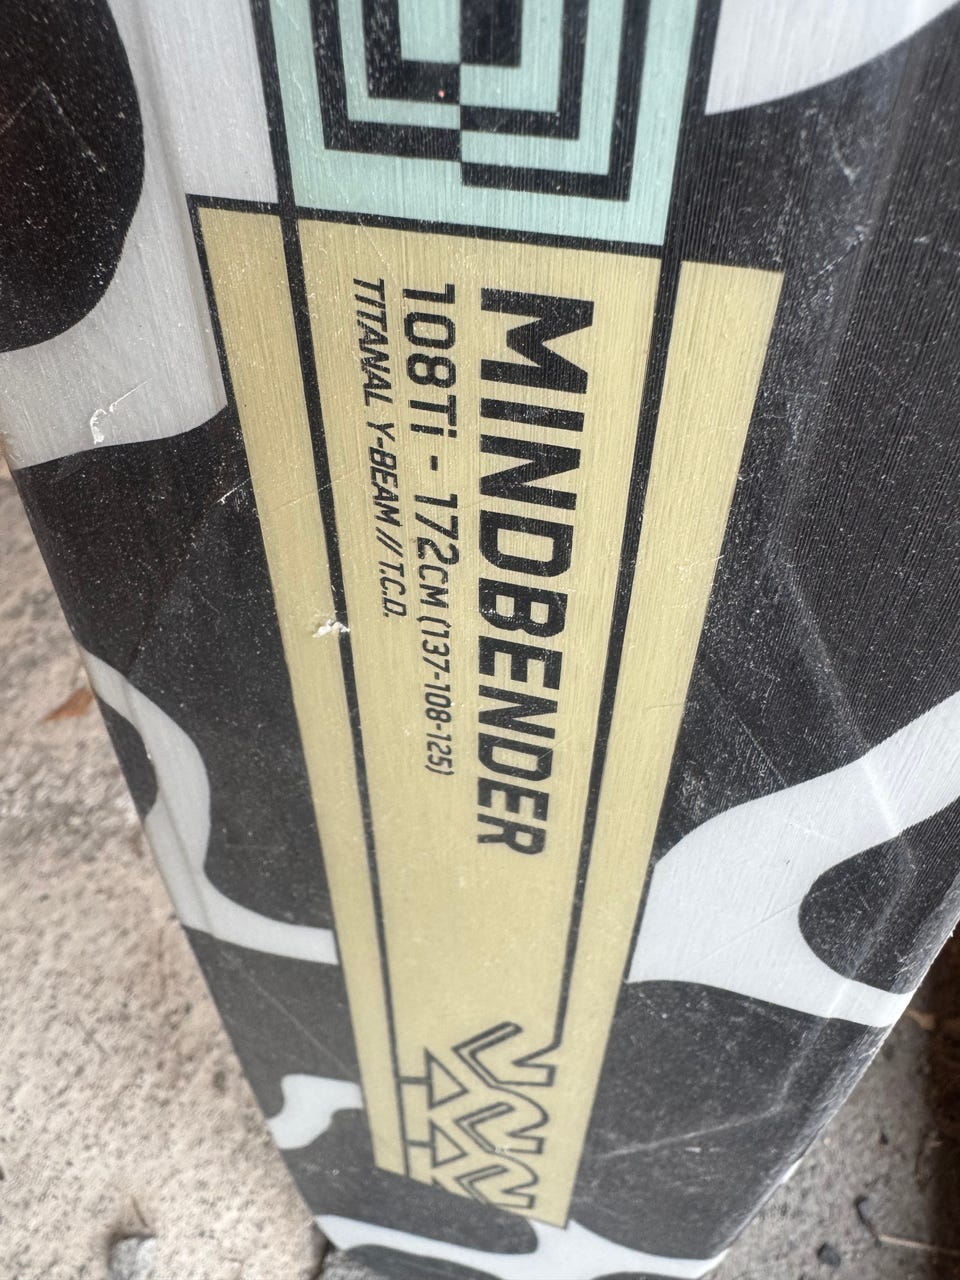 MINDBENDER
108Ti - 172CM (137-108-125)
TITANAL Y-BEAM // T.C.D.